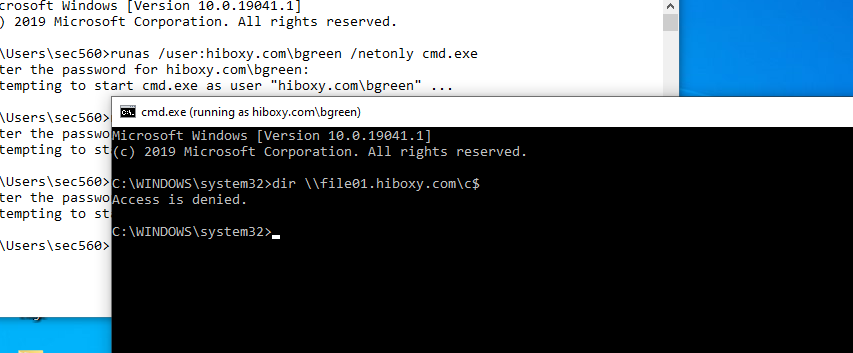 crosoft Windows [Version 10.0.19041.1]
) 2019 Microsoft Corporation. All rights reserved.
\Users\sec560>runas /user:hiboxy.com\bgreen /netonly cmd.exe
ter the password for hiboxy.com\bgreen:
tempting to start cmd.exe as user "hiboxy.com\bgreen" ...
\Users\sec560>
ter the passwo
tempting to st
\Users\sec560>
ter the passwo
tempting to st
\Users\sec560>
cmd.exe (running as hiboxy.com\bgreen)
Microsoft Windows [Version 10.0.19041.1]
(c) 2019 Microsoft Corporation. All rights reserved.
C:\WINDOWS\system32>dir \\file01.hiboxy.com\c$
Access is denied.
C:\WINDOWS\system32>